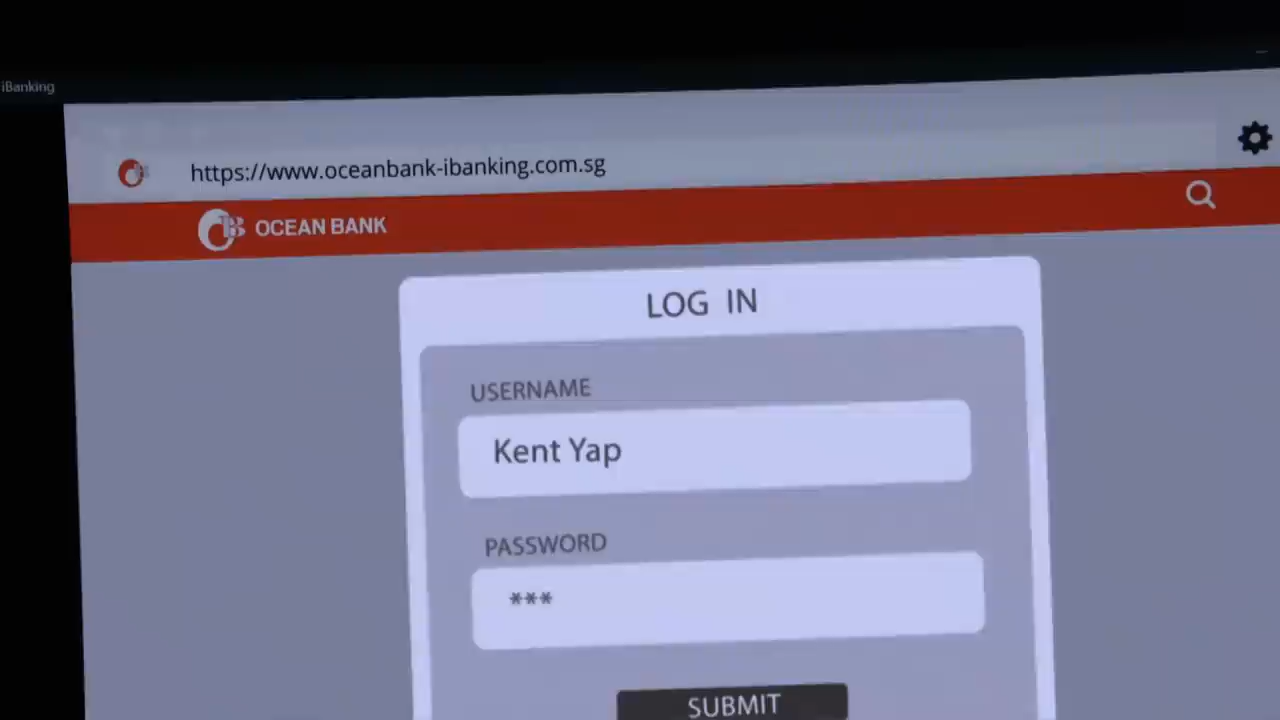 iBanking
https://www.oceanbank-ibanking.com.sg
OCEAN BANK
LOG IN
USERNAME
Kent Yap
PASSWORD
***
SUBMIT